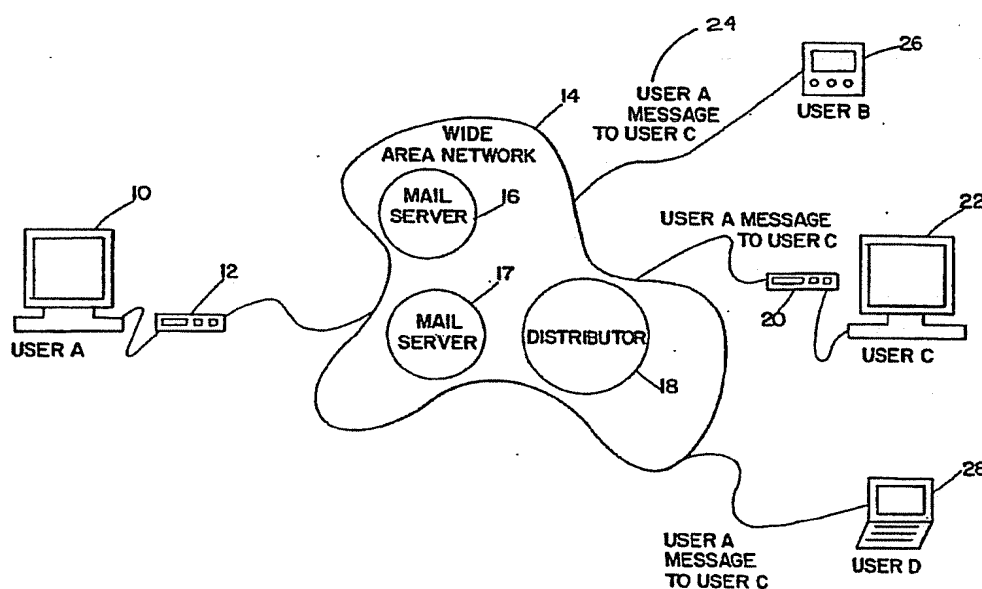 24
26
USER A
MESSAGE
TO USER C
USER B
14
WIDE
AREA NETWORK
10
MAIL
SERVER
16
USER A MESSAGE
TO USER C
22
12
17
MAIL
SERVER
DISTRIBUTOR
20
USER A
USER C
18
28
USER A
MESSAGE
TO USER C
USER D